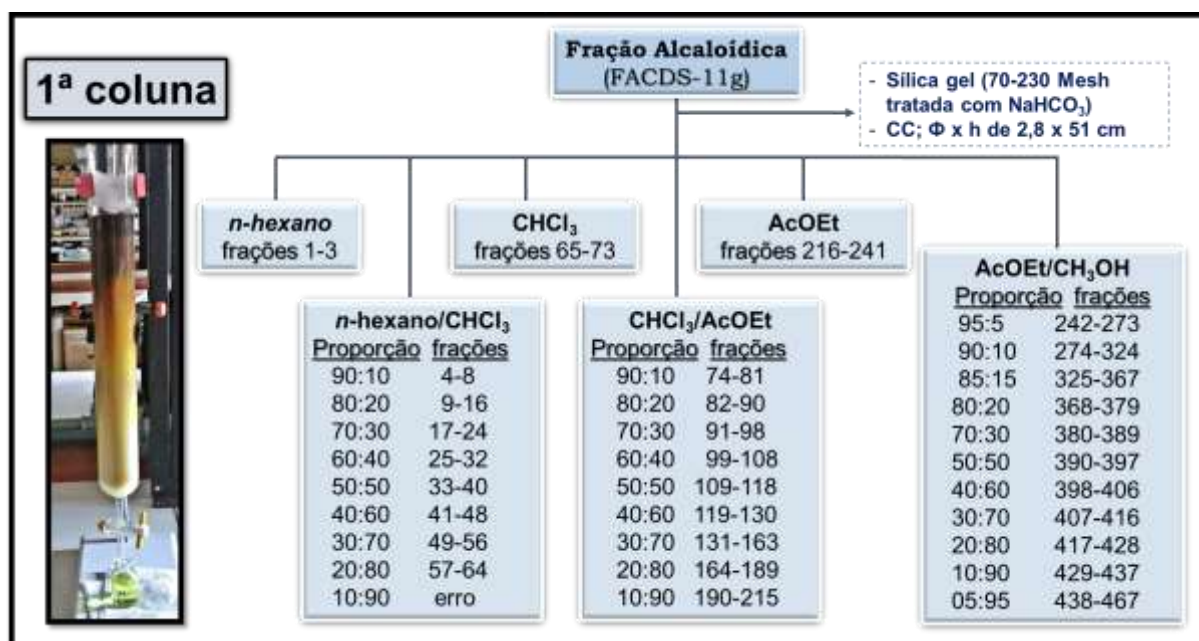 1ª coluna
Fração Alcaloídica
(FACDS-11g)
- Sílica gel (70-230 Mesh
tratada com NaHCO₃)
- CC; Φ x h de 2,8 x 51 cm
n-hexano
frações 1-3
CHCl₃
frações 65-73
AcOEt
frações 216-241
n-hexano/CHCl₃
Proporção frações
90:10 4-8
80:20 9-16
70:30 17-24
60:40 25-32
50:50 33-40
40:60 41-48
30:70 49-56
20:80 57-64
10:90 erro
CHCl₃/AcOEt
Proporção frações
90:10 74-81
80:20 82-90
70:30 91-98
60:40 99-108
50:50 109-118
40:60 119-130
30:70 131-163
20:80 164-189
10:90 190-215
AcOEt/CH₃OH
Proporção frações
95:5 242-273
90:10 274-324
85:15 325-367
80:20 368-379
70:30 380-389
50:50 390-397
40:60 398-406
30:70 407-416
20:80 417-428
10:90 429-437
05:95 438-467